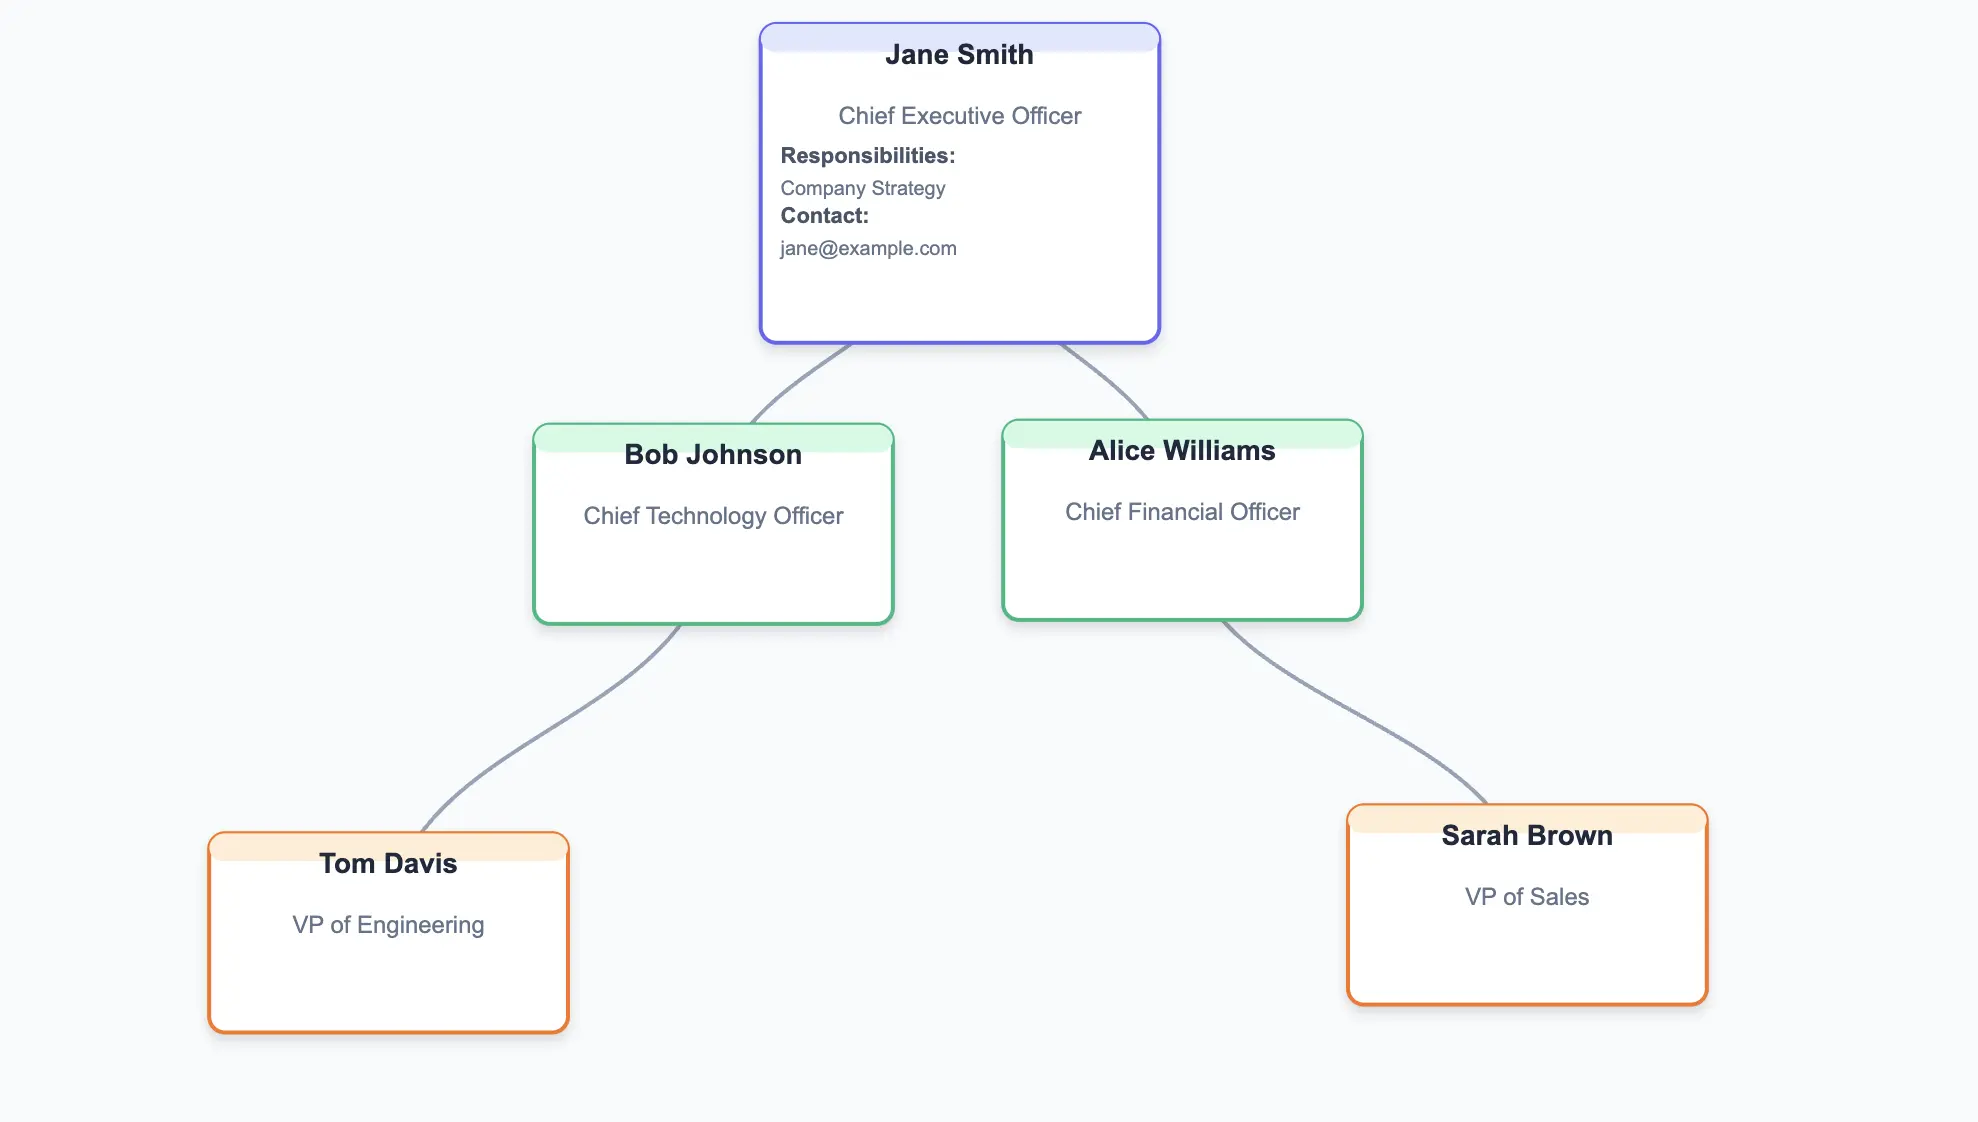 Jane Smith
Chief Executive Officer
Responsibilities:
Company Strategy
Contact:
jane@example.com
Bob Johnson
Chief Technology Officer
Alice Williams
Chief Financial Officer
Tom Davis
VP of Engineering
Sarah Brown
VP of Sales